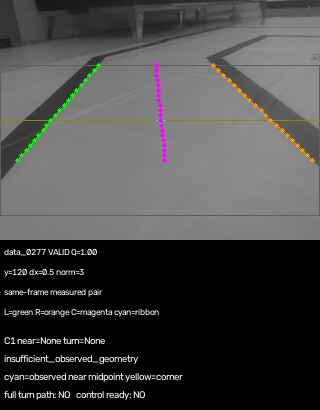 data_0277 VALID Q=1.00
y=120 dx=0.5 norm=3
same-frame measured pair
L=green R=orange C=magenta cyan=ribbon
C1 near=None turn=None
insufficient_observed_geometry
cyan=observed near midpoint yellow=corner
full turn path: NO control ready: NO